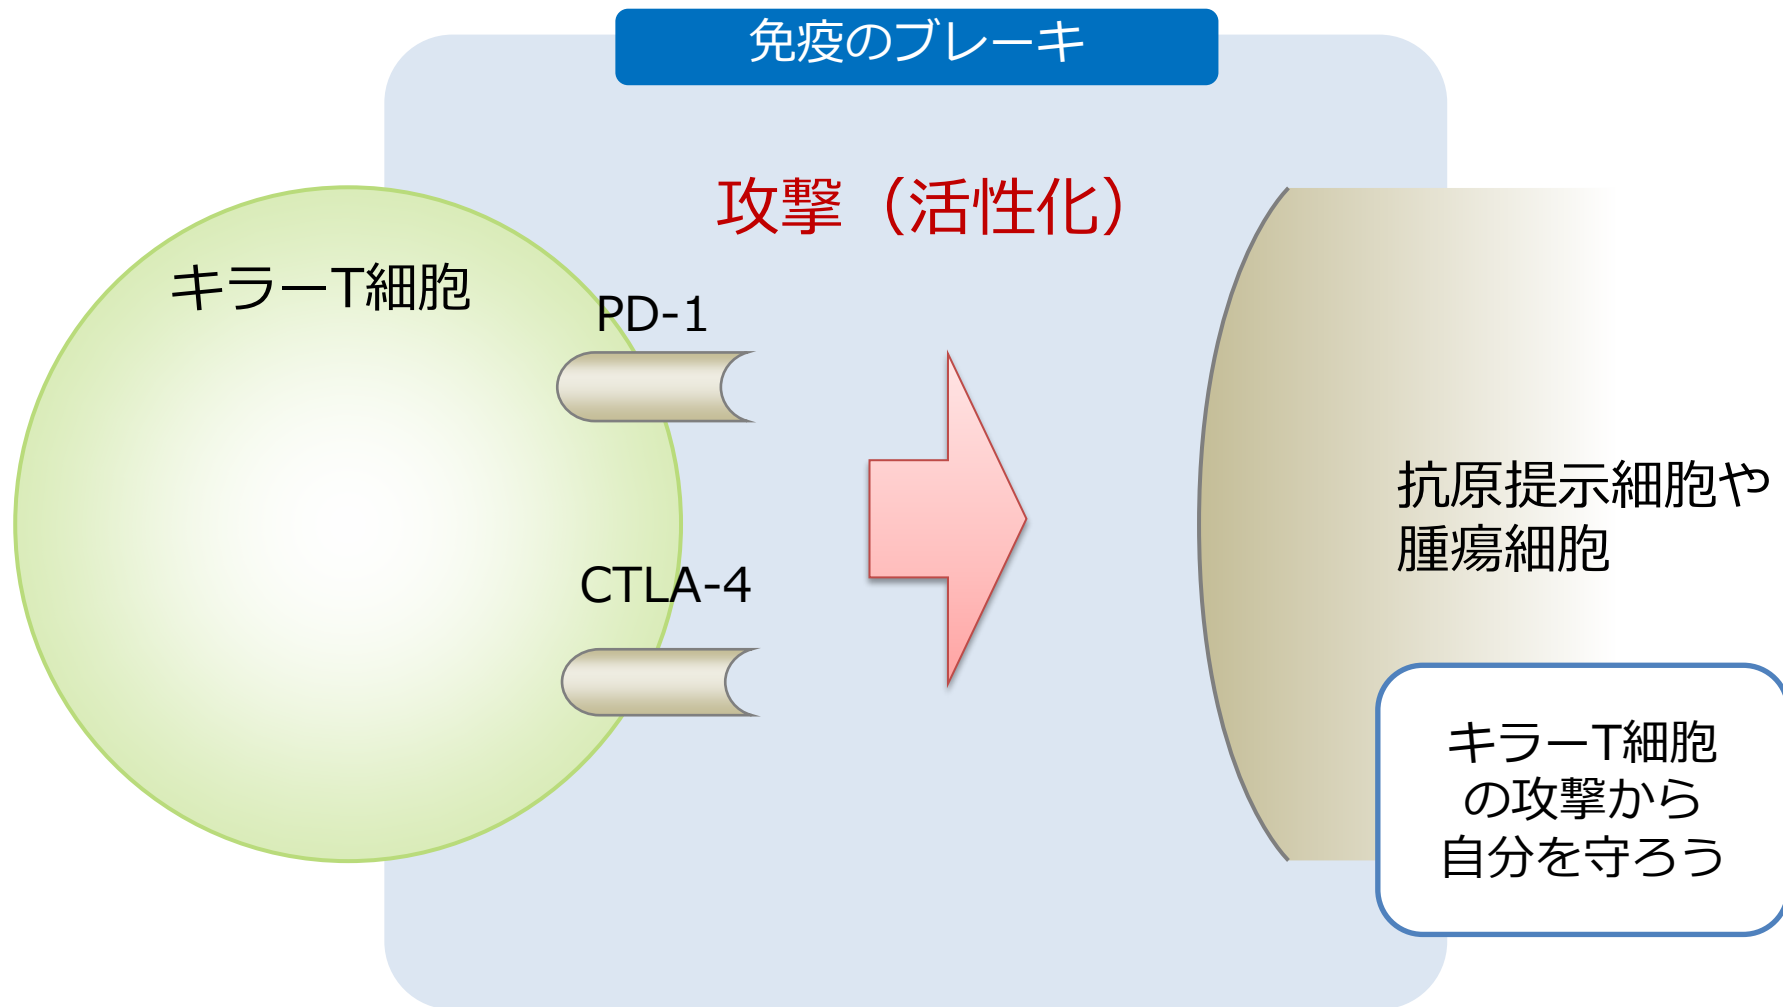 免疫のブレーキ
攻撃（活性化）
キラーT細胞
PD-1
CTLA-4
抗原提示細胞や
腫瘍細胞
キラーT細胞
の攻撃から
自分を守ろう